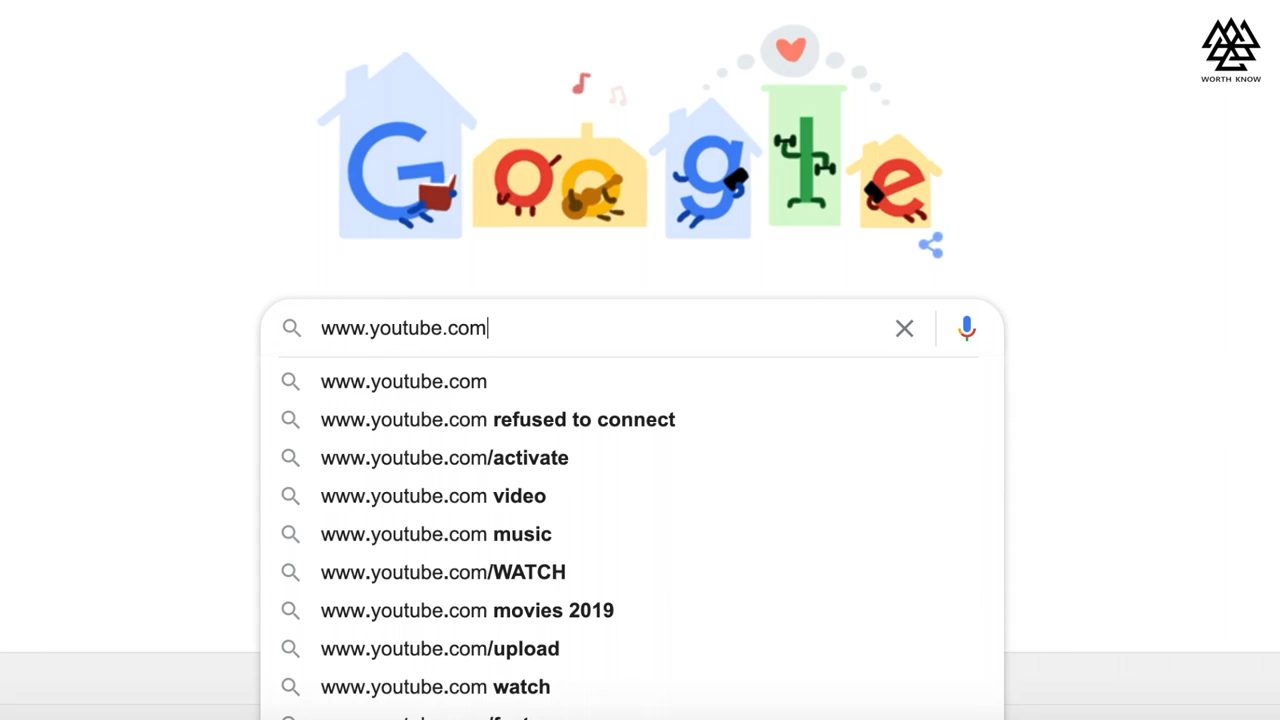 Google
WORTH KNOW
www.youtube.com
www.youtube.com
www.youtube.com refused to connect
www.youtube.com/activate
www.youtube.com video
www.youtube.com music
www.youtube.com/WATCH
www.youtube.com movies 2019
www.youtube.com/upload
www.youtube.com watch